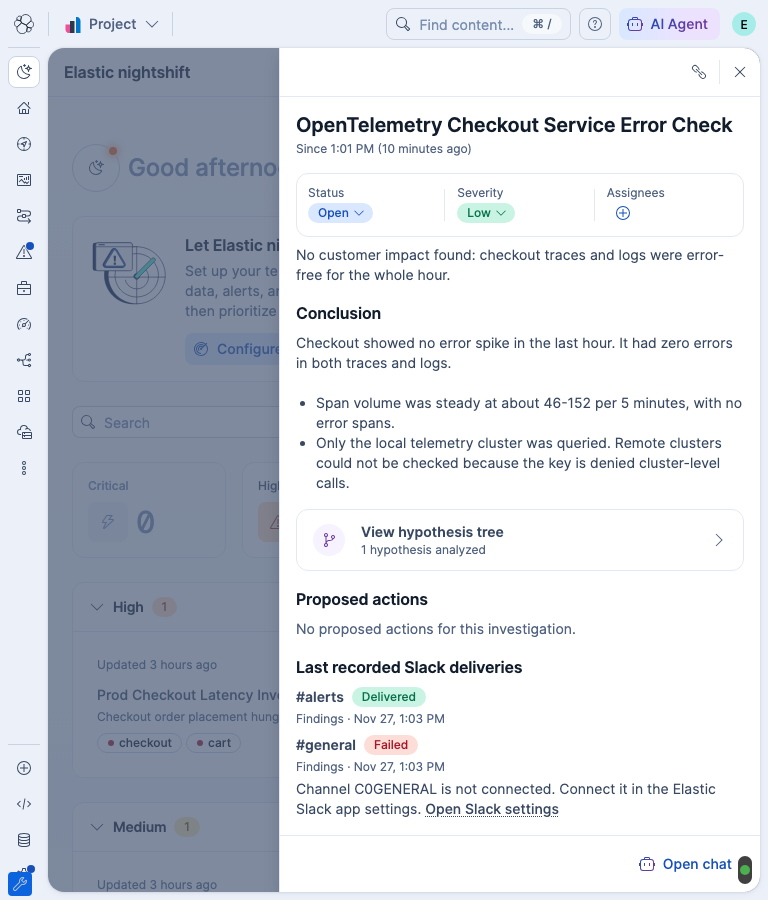 Project
Find content...
⌘ /
AI Agent
E
Elastic nightshift
Good afterno
Let Elastic ni
Set up your te
data, alerts, a
then prioritize
Configure
Search
Critical
0
High
High
1
Updated 3 hours ago
Prod Checkout Latency Inve
Checkout order placement hung
checkout
cart
Medium
1
Updated 3 hours ago
OpenTelemetry Checkout Service Error Check
Since 1:01 PM (10 minutes ago)
Status
Severity
Assignees
Open
Low
No customer impact found: checkout traces and logs were error-
free for the whole hour.
Conclusion
Checkout showed no error spike in the last hour. It had zero errors
in both traces and logs.
• Span volume was steady at about 46-152 per 5 minutes, with no
error spans.
• Only the local telemetry cluster was queried. Remote clusters
could not be checked because the key is denied cluster-level
calls.
View hypothesis tree
1 hypothesis analyzed
Proposed actions
No proposed actions for this investigation.
Last recorded Slack deliveries
#alerts Delivered
Findings · Nov 27, 1:03 PM
#general Failed
Findings · Nov 27, 1:03 PM
Channel C0GENERAL is not connected. Connect it in the Elastic
Slack app settings. Open Slack settings
Open chat